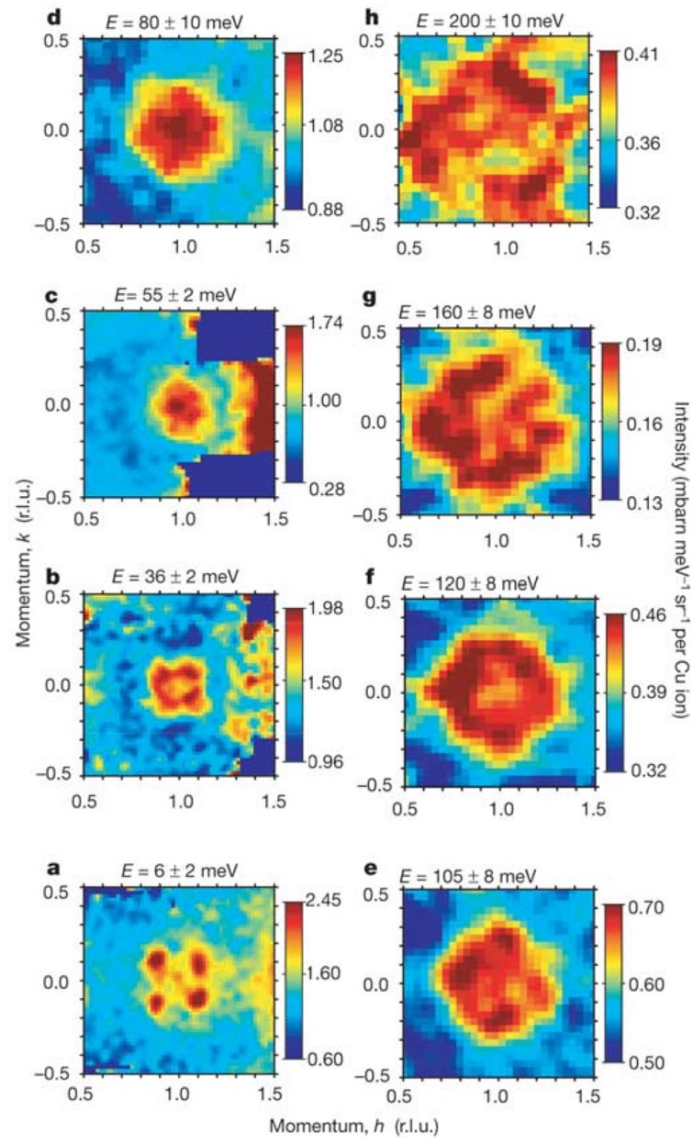 d E = 80 ± 10 meV
0.5
0.0
–0.5
0.5 1.0 1.5
1.25
1.08
0.88
h E = 200 ± 10 meV
0.5
0.0
–0.5
0.5 1.0 1.5
0.41
0.36
0.32
c E= 55 ± 2 meV
0.5
0.0
–0.5
0.5 1.0 1.5
1.74
1.00
0.28
g E = 160 ± 8 meV
0.5
0.0
–0.5
0.5 1.0 1.5
0.19
0.16
0.13
b E = 36 ± 2 meV
0.5
0.0
–0.5
0.5 1.0 1.5
1.98
1.50
0.96
f E = 120 ± 8 meV
0.5
0.0
–0.5
0.5 1.0 1.5
0.46
0.39
0.32
a E = 6 ± 2 meV
0.5
0.0
–0.5
0.5 1.0 1.5
2.45
1.60
0.60
e E = 105 ± 8 meV
0.5
0.0
–0.5
0.5 1.0 1.5
0.70
0.60
0.50
Momentum, k (r.l.u.)
Momentum, h (r.l.u.)
Intensity (mbarn meV⁻¹ sr⁻¹ per Cu ion)